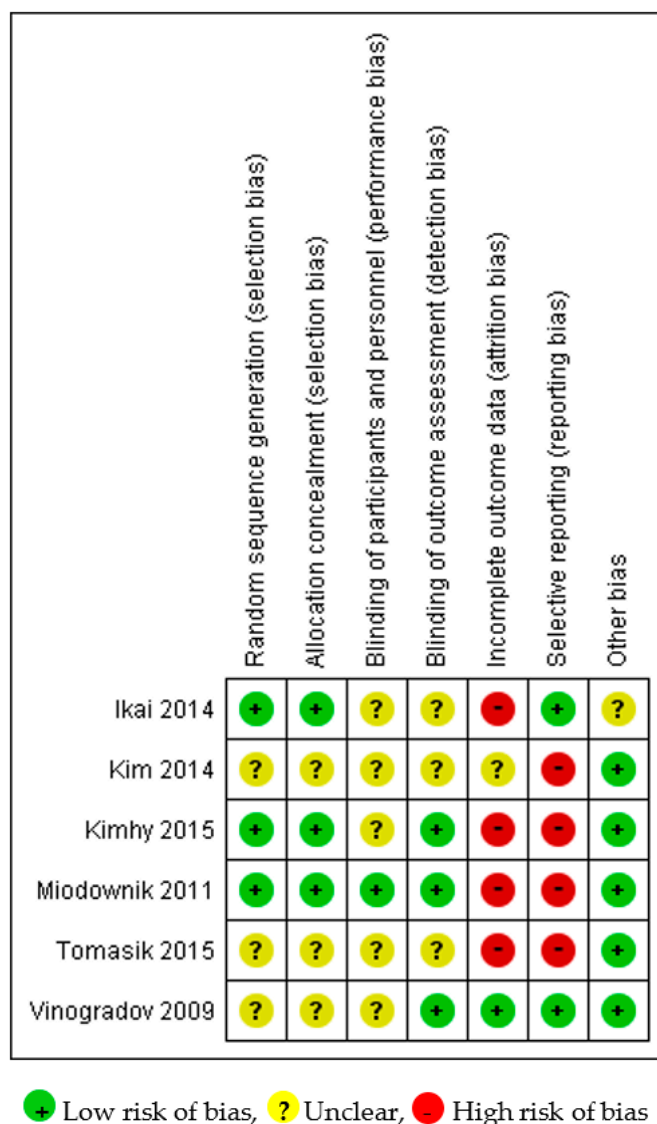 Random sequence generation (selection bias)
Allocation concealment (selection bias)
Blinding of participants and personnel (performance bias)
Blinding of outcome assessment (detection bias)
Incomplete outcome data (attrition bias)
Selective reporting (reporting bias)
Other bias
Ikai 2014 + + ? ? - + ?
Kim 2014 ? ? ? ? ? - +
Kimhy 2015 + + ? + - - +
Miodownik 2011 + + + + - - +
Tomasik 2015 ? ? ? ? - - +
Vinogradov 2009 ? ? ? + + + +
+ Low risk of bias, ? Unclear, - High risk of bias